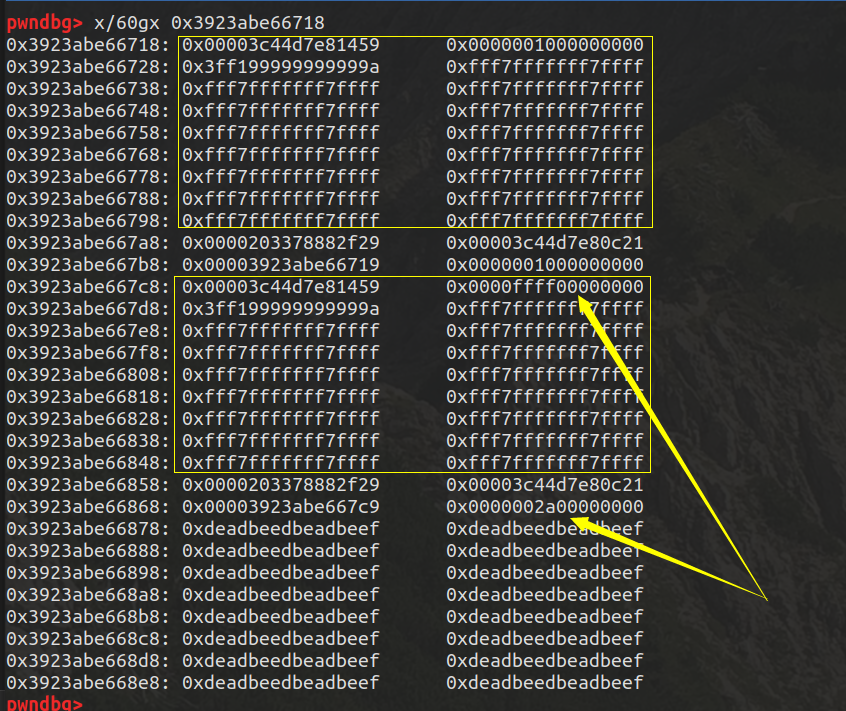 pwndbg> x/60gx 0x3923abe66718
0x3923abe66718: 0x00003c44d7e81459 0x0000001000000000
0x3923abe66728: 0x3ff199999999999a 0xfff7fffffff7ffff
0x3923abe66738: 0xfff7fffffff7ffff 0xfff7fffffff7ffff
0x3923abe66748: 0xfff7fffffff7ffff 0xfff7fffffff7ffff
0x3923abe66758: 0xfff7fffffff7ffff 0xfff7fffffff7ffff
0x3923abe66768: 0xfff7fffffff7ffff 0xfff7fffffff7ffff
0x3923abe66778: 0xfff7fffffff7ffff 0xfff7fffffff7ffff
0x3923abe66788: 0xfff7fffffff7ffff 0xfff7fffffff7ffff
0x3923abe66798: 0xfff7fffffff7ffff 0xfff7fffffff7ffff
0x3923abe667a8: 0x0000203378882f29 0x00003c44d7e80c21
0x3923abe667b8: 0x00003923abe66719 0x0000001000000000
0x3923abe667c8: 0x00003c44d7e81459 0x0000ffff00000000
0x3923abe667d8: 0x3ff199999999999a 0xfff7fffffff7ffff
0x3923abe667e8: 0xfff7fffffff7ffff 0xfff7fffffff7ffff
0x3923abe667f8: 0xfff7fffffff7ffff 0xfff7fffffff7ffff
0x3923abe66808: 0xfff7fffffff7ffff 0xfff7fffffff7ffff
0x3923abe66818: 0xfff7fffffff7ffff 0xfff7fffffff7ffff
0x3923abe66828: 0xfff7fffffff7ffff 0xfff7fffffff7ffff
0x3923abe66838: 0xfff7fffffff7ffff 0xfff7fffffff7ffff
0x3923abe66848: 0xfff7fffffff7ffff 0xfff7fffffff7ffff
0x3923abe66858: 0x0000203378882f29 0x00003c44d7e80c21
0x3923abe66868: 0x00003923abe667c9 0x0000002a00000000
0x3923abe66878: 0xdeadbeedbeadbeef 0xdeadbeedbeadbeef
0x3923abe66888: 0xdeadbeedbeadbeef 0xdeadbeedbeadbeef
0x3923abe66898: 0xdeadbeedbeadbeef 0xdeadbeedbeadbeef
0x3923abe668a8: 0xdeadbeedbeadbeef 0xdeadbeedbeadbeef
0x3923abe668b8: 0xdeadbeedbeadbeef 0xdeadbeedbeadbeef
0x3923abe668c8: 0xdeadbeedbeadbeef 0xdeadbeedbeadbeef
0x3923abe668d8: 0xdeadbeedbeadbeef 0xdeadbeedbeadbeef
0x3923abe668e8: 0xdeadbeedbeadbeef 0xdeadbeedbeadbeef
pwndbg>